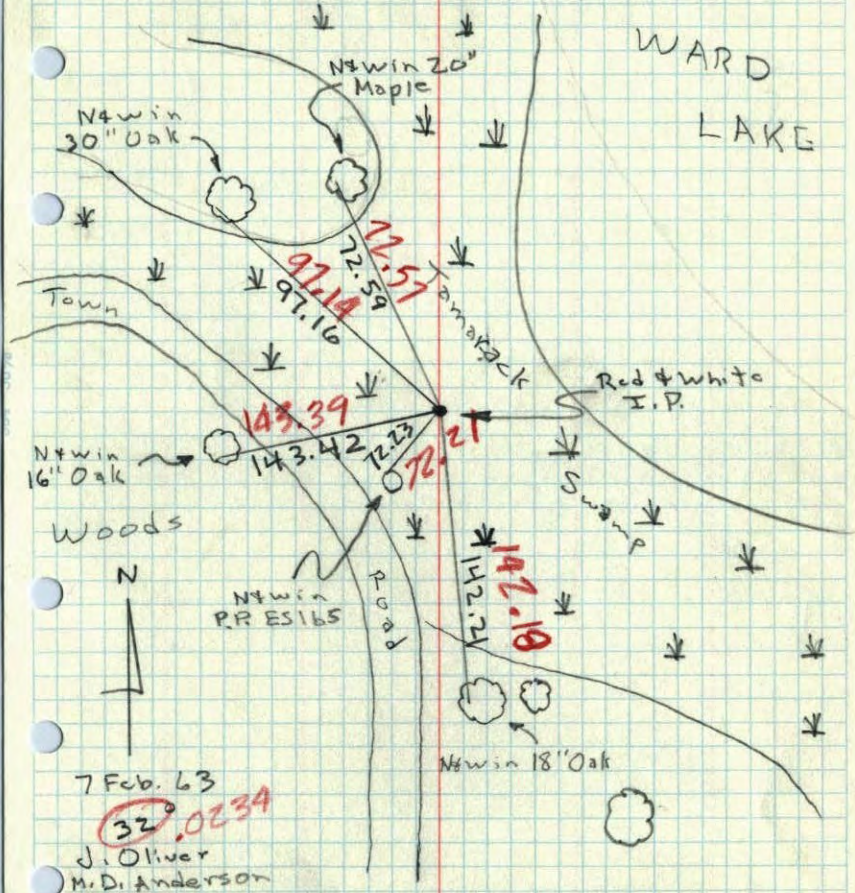 WARD
LAKE
N&win 20"
Maple
N&win
30" Oak
72.57
72.59
97.14
97.16
Tamarack
Town
Red & White
I.P.
143.39
143.42
72.23
72.21
N&win
16" Oak
Swamp
Woods
N
142.18
142.21
N&win
P.P. ES165
Road
N&win 18" Oak
7 Feb. 63
32° .0234
J. Oliver
M.D. Anderson